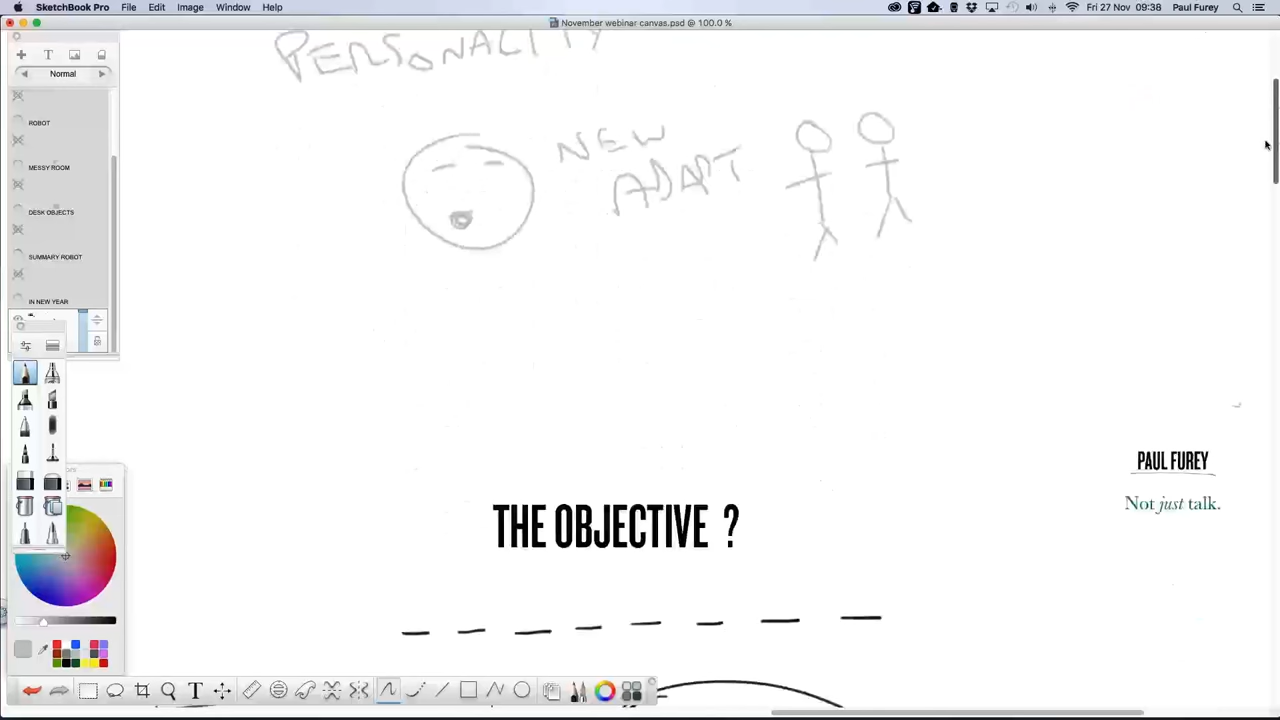 SketchBook Pro File Edit Image Window Help Fri 27 Nov 09:38 Paul Furey
November webinar canvas.psd @ 100.0 %
PERSONALITY
Normal
ROBOT
MESSY ROOM
DESK OBJECTS
SUMMARY ROBOT
IN NEW YEAR
NEW
ADAPT
PAUL FUREY
Not just talk.
THE OBJECTIVE ?